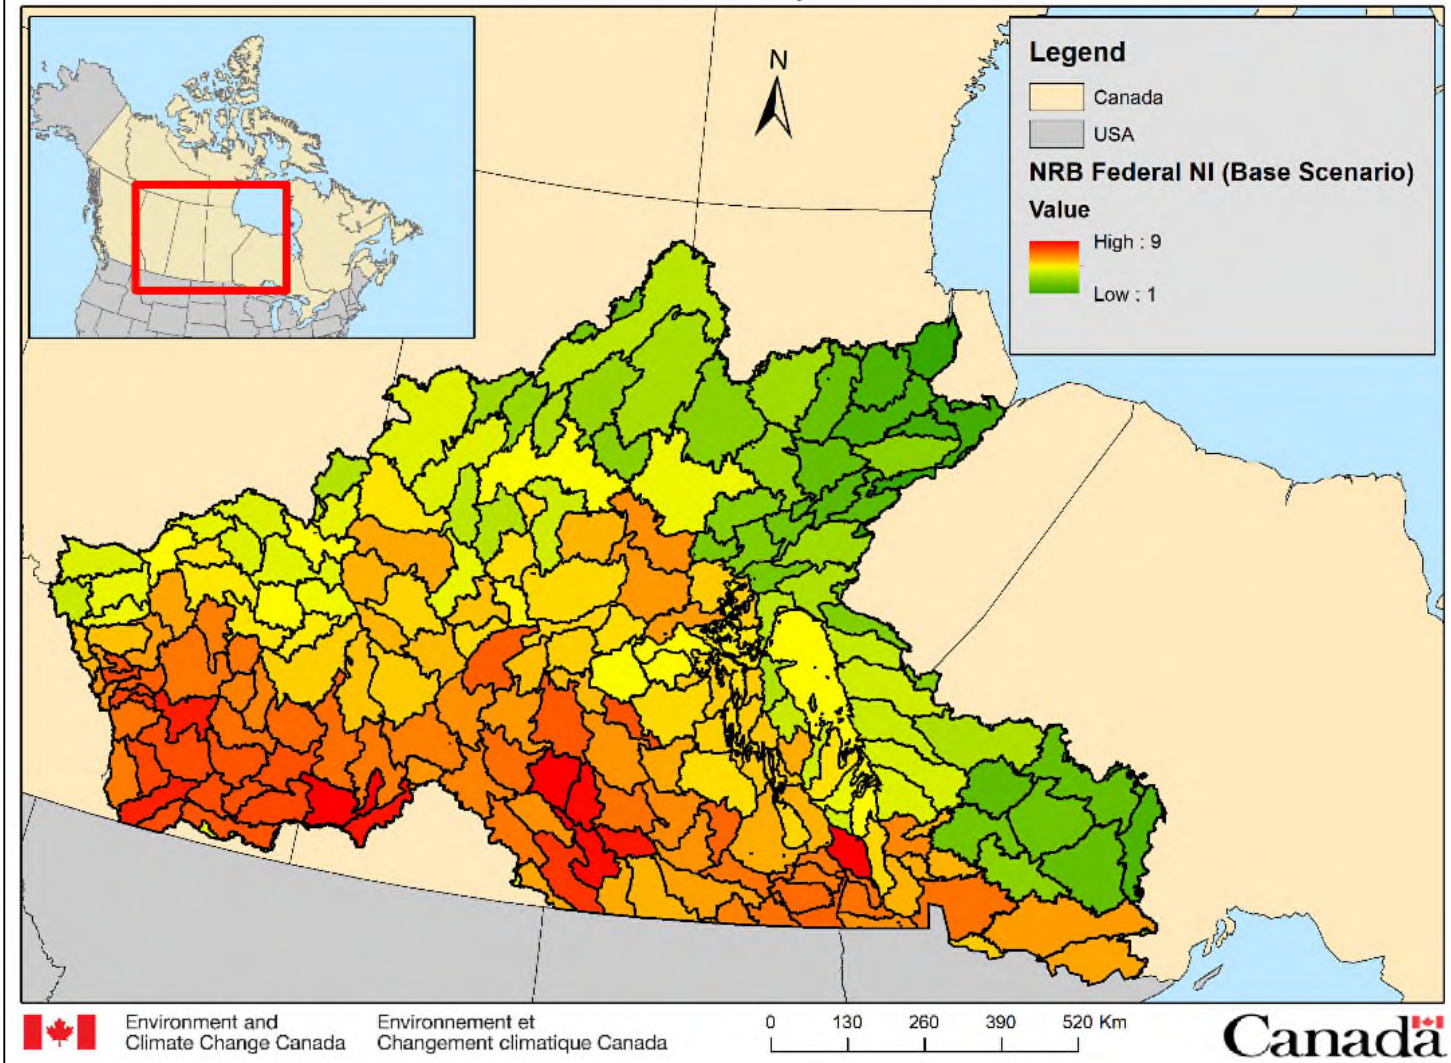 N
Legend
Canada
USA
NRB Federal NI (Base Scenario)
Value
High : 9
Low : 1
Environment and
Climate Change Canada
Environnement et
Changement climatique Canada
0 130 260 390 520 Km
Canada